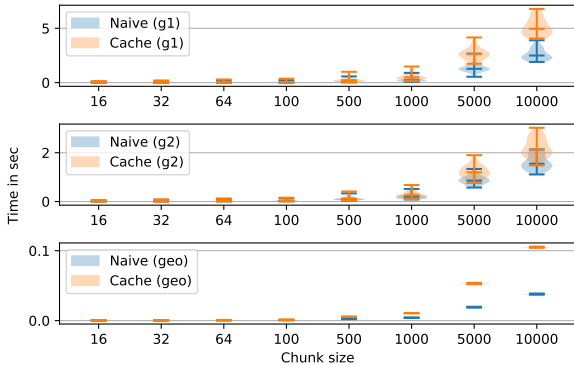 Time in sec
5
0
Naive (g1)
Cache (g1)
16 32 64 100 500 1000 5000 10000
2
0
Naive (g2)
Cache (g2)
16 32 64 100 500 1000 5000 10000
0.1
0.0
Naive (geo)
Cache (geo)
16 32 64 100 500 1000 5000 10000
Chunk size